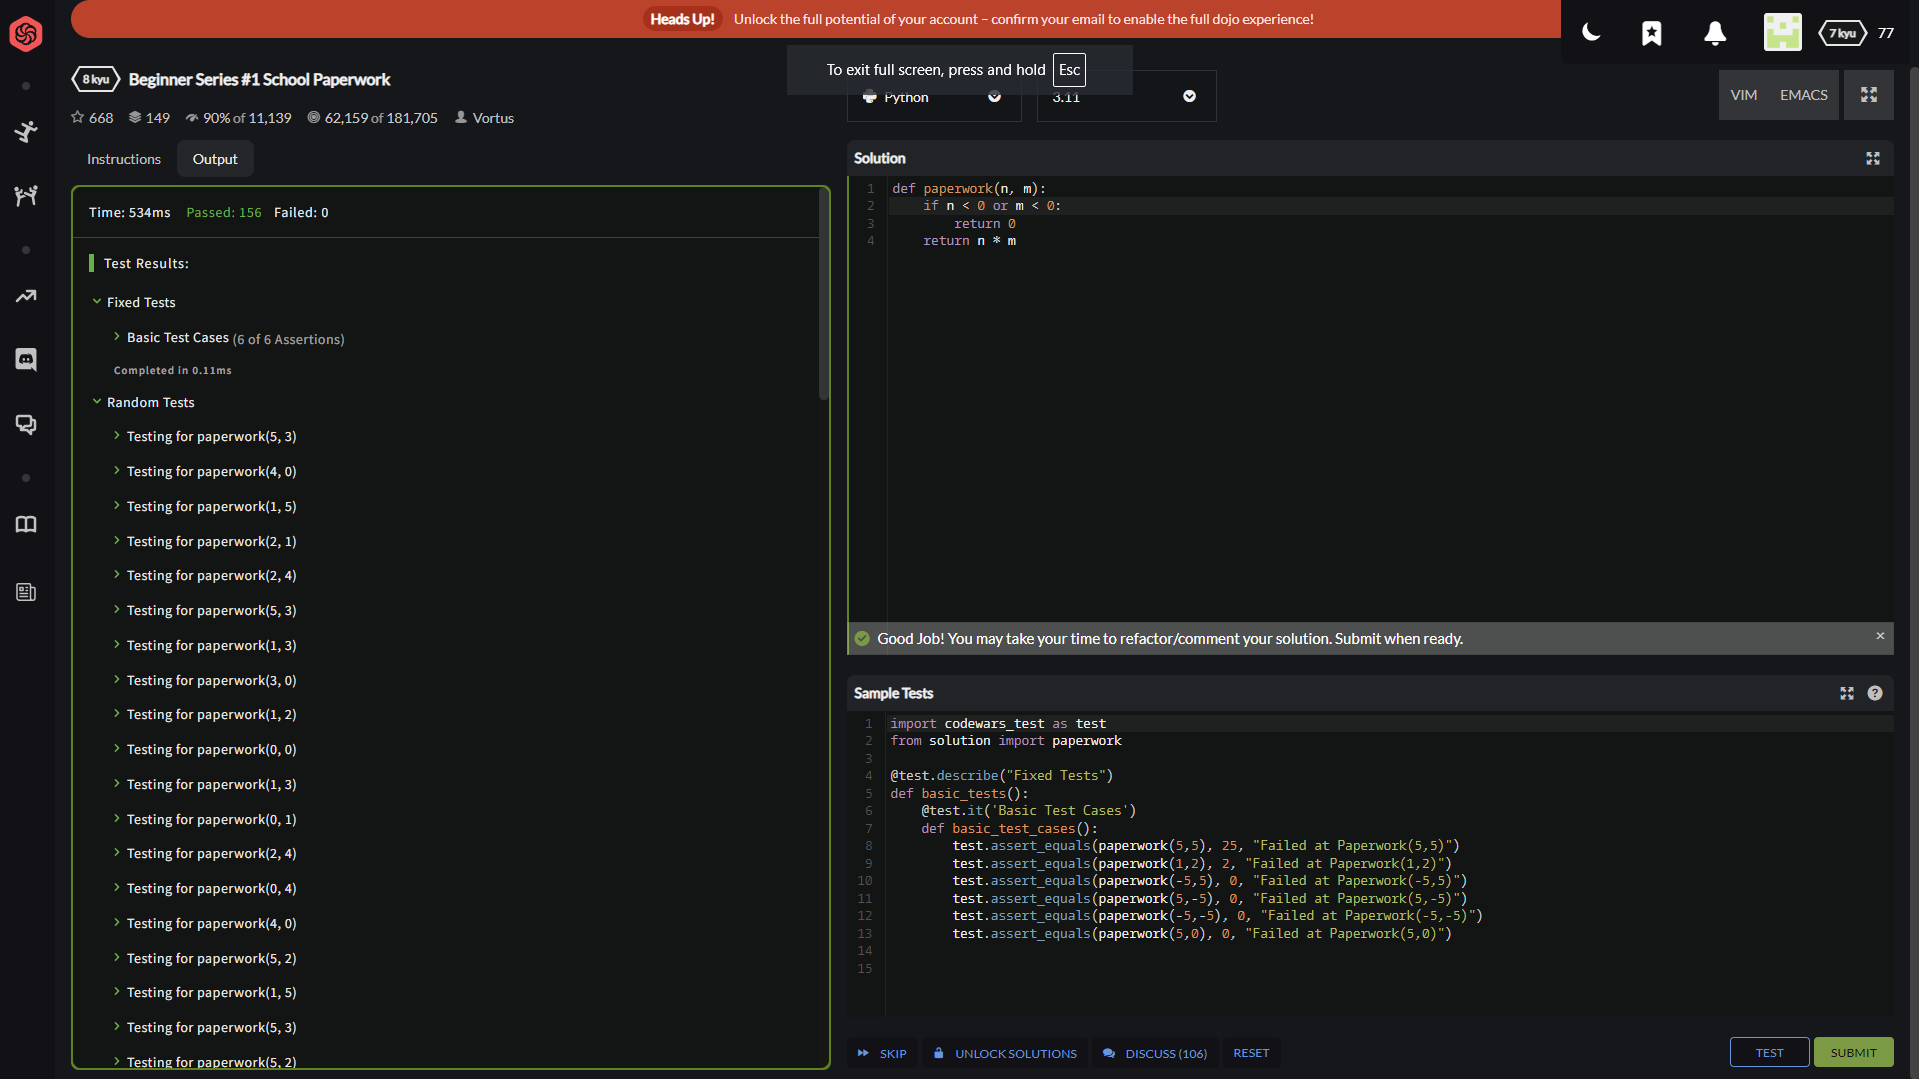 Heads Up! Unlock the full potential of your account – confirm your email to enable the full dojo experience!
7 kyu 77
To exit full screen, press and hold Esc
8 kyu Beginner Series #1 School Paperwork
668 149 90% of 11,139 62,159 of 181,705 Vortus
Instructions Output
Time: 534ms Passed: 156 Failed: 0
Test Results:
Fixed Tests
Basic Test Cases (6 of 6 Assertions)
Completed in 0.11ms
Random Tests
Testing for paperwork(5, 3)
Testing for paperwork(4, 0)
Testing for paperwork(1, 5)
Testing for paperwork(2, 1)
Testing for paperwork(2, 4)
Testing for paperwork(5, 3)
Testing for paperwork(1, 3)
Testing for paperwork(3, 0)
Testing for paperwork(1, 2)
Testing for paperwork(0, 0)
Testing for paperwork(1, 3)
Testing for paperwork(0, 1)
Testing for paperwork(2, 4)
Testing for paperwork(0, 4)
Testing for paperwork(4, 0)
Testing for paperwork(5, 2)
Testing for paperwork(1, 5)
Testing for paperwork(5, 3)
Testing for paperwork(5, 2)
Python 3.11 VIM EMACS
Solution
1 def paperwork(n, m):
2 if n < 0 or m < 0:
3 return 0
4 return n * m
Good Job! You may take your time to refactor/comment your solution. Submit when ready. ×
Sample Tests ?
1 import codewars_test as test
2 from solution import paperwork
3
4 @test.describe("Fixed Tests")
5 def basic_tests():
6 @test.it('Basic Test Cases')
7 def basic_test_cases():
8 test.assert_equals(paperwork(5,5), 25, "Failed at Paperwork(5,5)")
9 test.assert_equals(paperwork(1,2), 2, "Failed at Paperwork(1,2)")
10 test.assert_equals(paperwork(-5,5), 0, "Failed at Paperwork(-5,5)")
11 test.assert_equals(paperwork(5,-5), 0, "Failed at Paperwork(5,-5)")
12 test.assert_equals(paperwork(-5,-5), 0, "Failed at Paperwork(-5,-5)")
13 test.assert_equals(paperwork(5,0), 0, "Failed at Paperwork(5,0)")
14
15
SKIP UNLOCK SOLUTIONS DISCUSS (106) RESET TEST SUBMIT